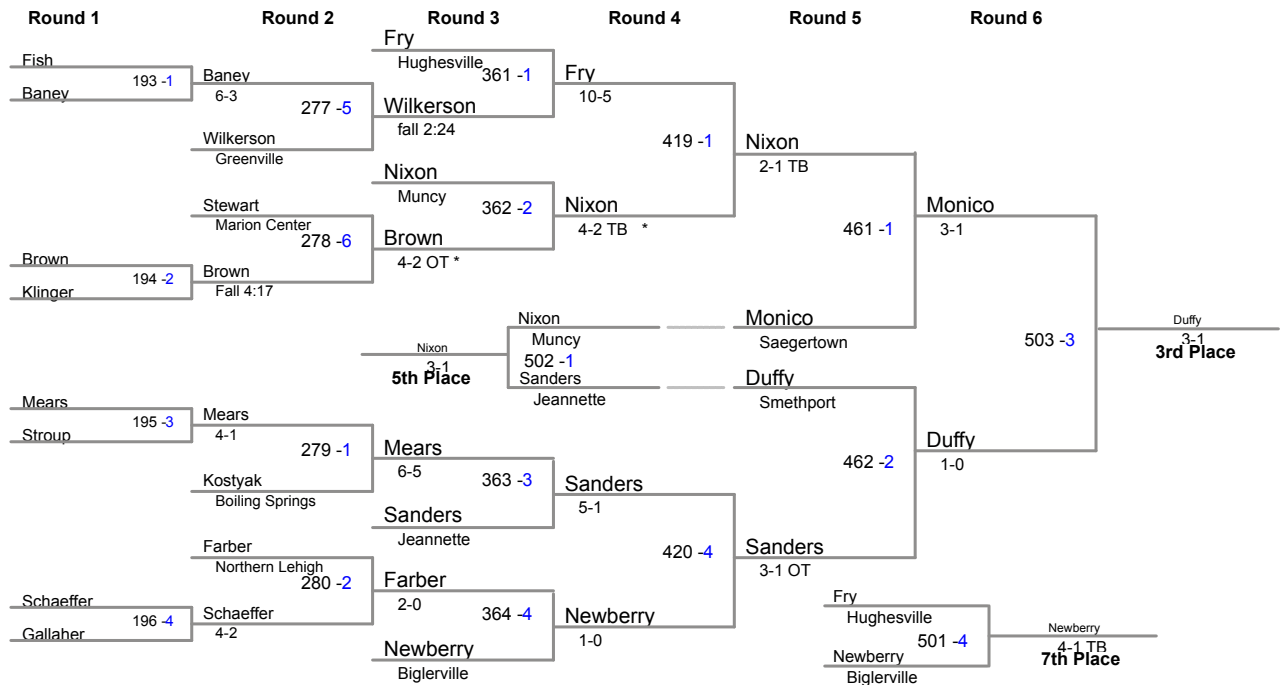 Round 1
Round 2
Round 3
Round 4
Round 5
Round 6
Fry
Hughesville
361 -1
Fish
193 -1
Baney
Baney
6-3
277 -5
Wilkerson
fall 2:24
Wilkerson
Greenville
Fry
10-5
419 -1
Nixon
2-1 TB
Nixon
Muncy
362 -2
Nixon
4-2 TB *
Stewart
Marion Center
278 -6
Brown
4-2 OT *
Brown
194 -2
Klinger
Brown
Fall 4:17
461 -1
Monico
3-1
Monico
Saegertown
503 -3
Duffy
3-1
3rd Place
Nixon
Muncy
502 -1
Nixon
3-1
5th Place
Sanders
Jeannette
Duffy
Smethport
462 -2
Duffy
1-0
Mears
195 -3
Stroup
Mears
4-1
279 -1
Kostyak
Boiling Springs
Mears
6-5
363 -3
Sanders
Jeannette
Sanders
5-1
420 -4
Sanders
3-1 OT
Farber
Northern Lehigh
280 -2
Farber
2-0
364 -4
Newberry
1-0
Schaeffer
196 -4
Gallaher
Schaeffer
4-2
Newberry
Biglerville
Fry
Hughesville
501 -4
Newberry
Biglerville
Newberry
4-1 TB
7th Place